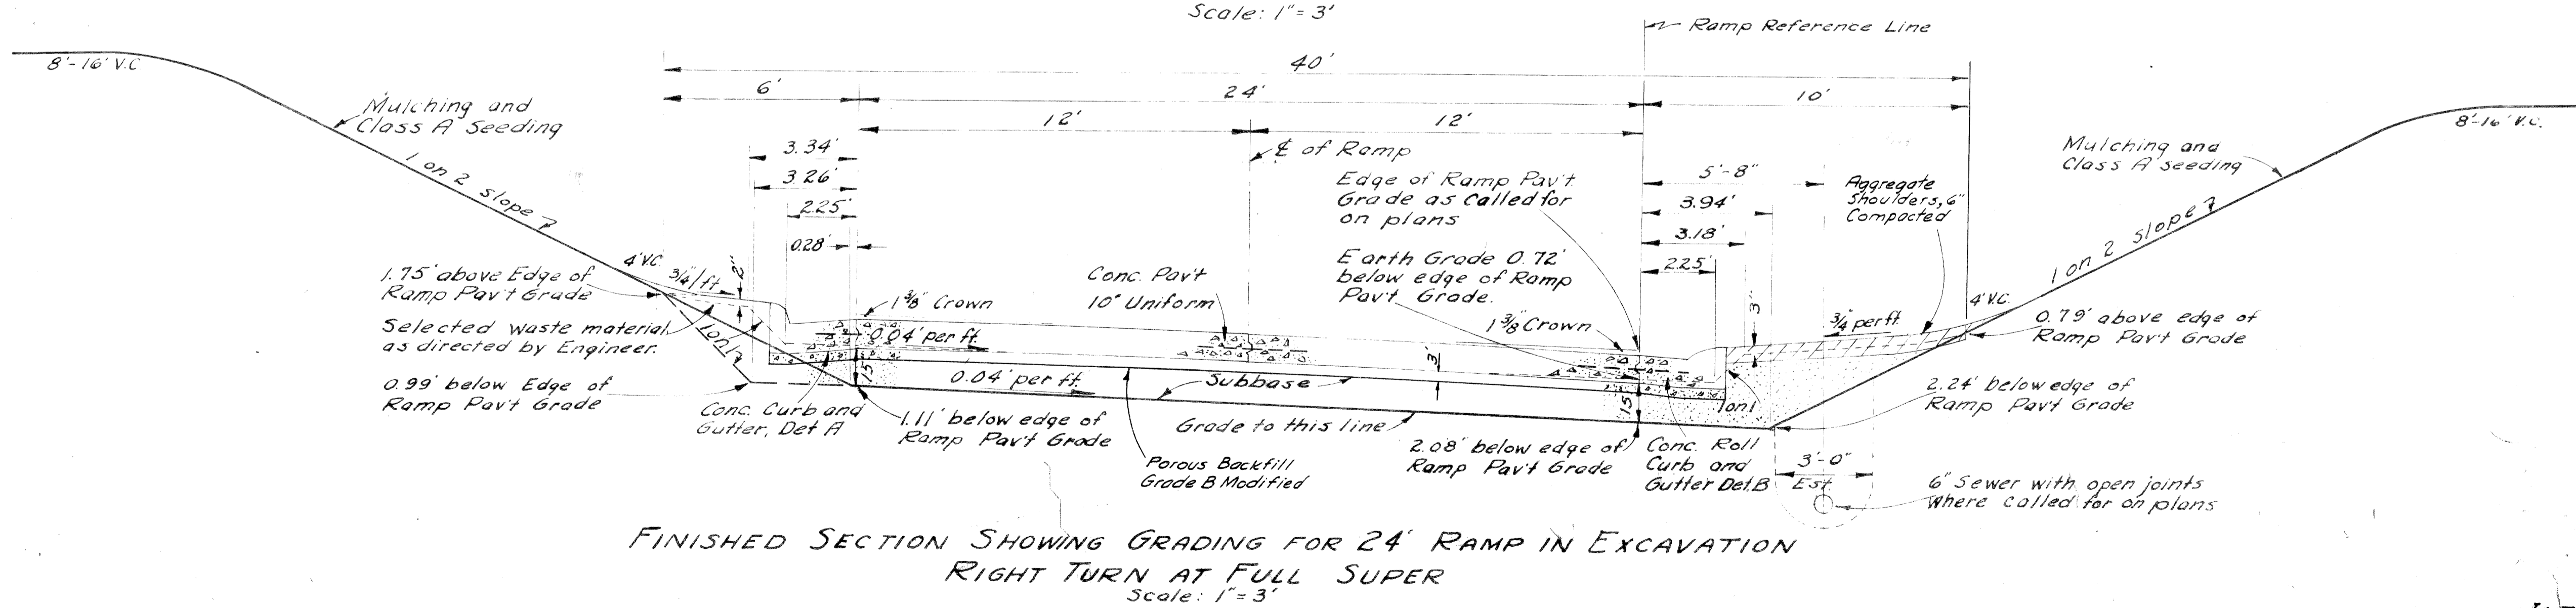 Scale: 1"= 3'
Ramp Reference Line
40'
8'-16' V.C.
6'
24'
10'
12'
12'
Mulching and
Class A Seeding
8'-16' V.C.
3.34'
℄ of Ramp
3.26'
2.25'
0.28'
Edge of Ramp Pav't.
Grade as Called for
on plans
5'-8"
3.94'
3.18'
2.25'
Aggregate
Shoulders, 6"
Compacted
Mulching and
Class A seeding
1 on 2 slope
1 on 2 slope
4' V.C.
3/4"/ft.
2"
1.75' above Edge of
Ramp Pav't Grade
Conc. Pav't
10" Uniform
Earth Grade 0.72'
below edge of Ramp
Pav't Grade.
1 3/8" Crown
1 3/8" Crown
3"
3/4" per ft.
4' V.C.
0.79' above edge of
Ramp Pav't Grade
Selected waste material
as directed by Engineer.
1 on 1
0.04' per ft.
0.04' per ft.
15"
Subbase
3"
15"
1 on 1
0.99' below Edge of
Ramp Pav't Grade
2.24' below edge of
Ramp Pav't Grade
Conc. Curb and
Gutter, Det A
1.11' below edge of
Ramp Pav't Grade
Grade to this line
2.08' below edge of
Ramp Pav't Grade
Conc. Roll
Curb and
Gutter Det. B
3'-0"
Est.
Porous Backfill
Grade B Modified
6" Sewer with open joints
Where called for on plans
FINISHED SECTION SHOWING GRADING FOR 24' RAMP IN EXCAVATION
RIGHT TURN AT FULL SUPER
Scale: 1"= 3'